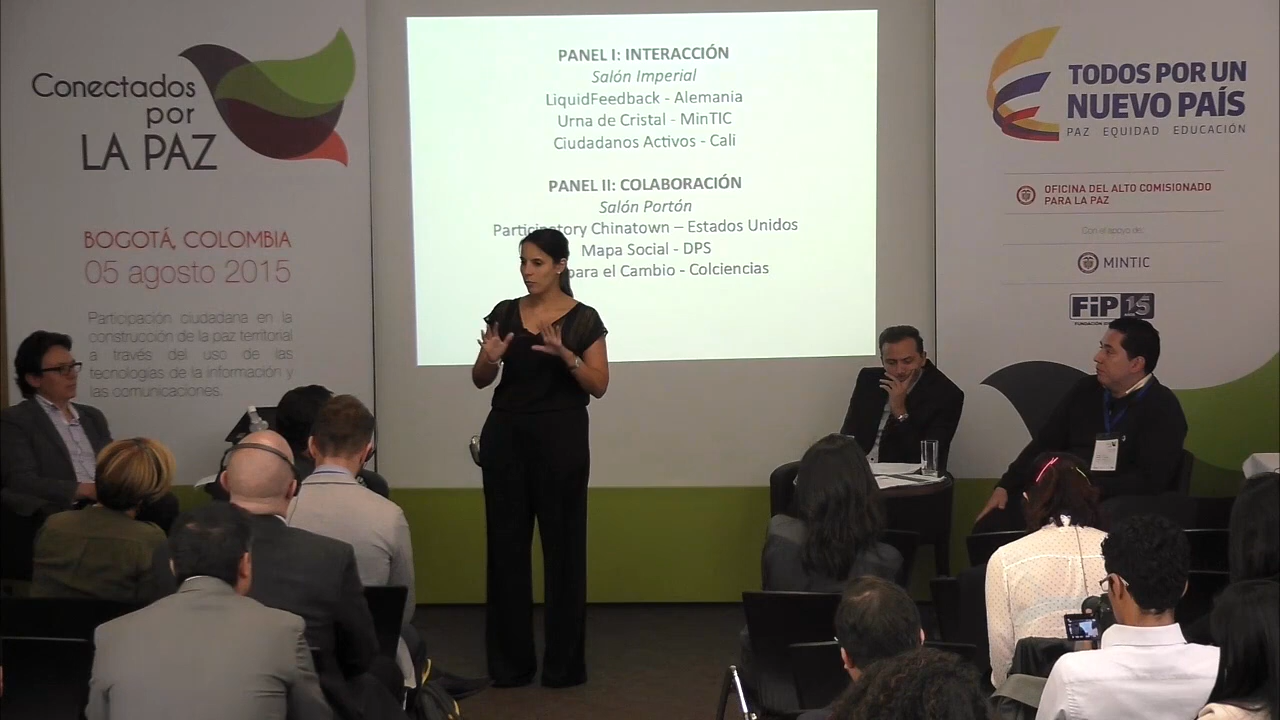 Conectados
por
LA PAZ
BOGOTÁ, COLOMBIA
05 agosto 2015
Participación ciudadana en la
construcción de la paz territorial
a través del uso de las
tecnologías de la información y
las comunicaciones.
PANEL I: INTERACCIÓN
Salón Imperial
LiquidFeedback - Alemania
Urna de Cristal - MinTIC
Ciudadanos Activos - Cali
PANEL II: COLABORACIÓN
Salón Portón
Participatory Chinatown – Estados Unidos
Mapa Social - DPS
para el Cambio - Colciencias
TODOS POR UN
NUEVO PAÍS
PAZ EQUIDAD EDUCACIÓN
OFICINA DEL ALTO COMISIONADO
PARA LA PAZ
Con el apoyo de:
MINTIC
FiP 15